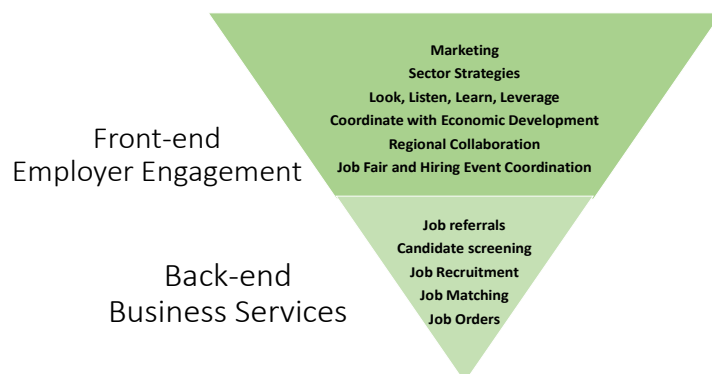 Marketing
Sector Strategies
Look, Listen, Learn, Leverage
Coordinate with Economic Development
Regional Collaboration
Job Fair and Hiring Event Coordination
Front-end
Employer Engagement
Job referrals
Candidate screening
Job Recruitment
Job Matching
Job Orders
Back-end
Business Services